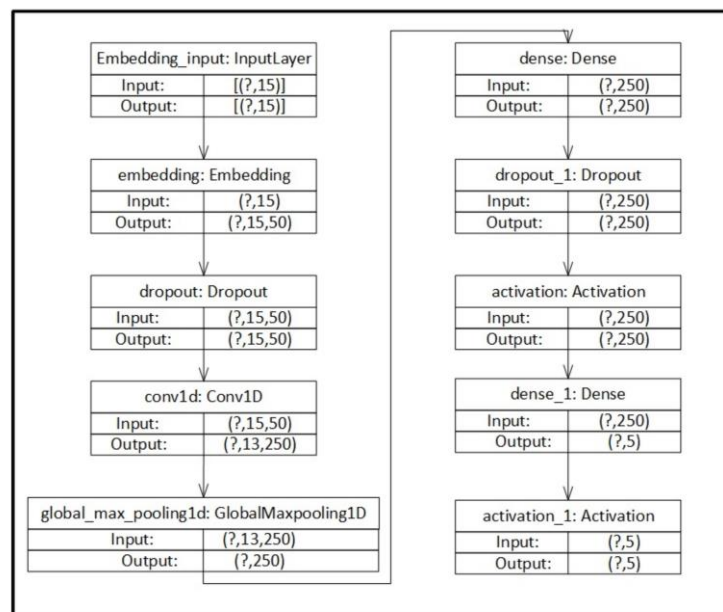 Embedding_input: InputLayer
Input: [(?,15)]
Output: [(?,15)]
embedding: Embedding
Input: (?,15)
Output: (?,15,50)
dropout: Dropout
Input: (?,15,50)
Output: (?,15,50)
conv1d: Conv1D
Input: (?,15,50)
Output: (?,13,250)
global_max_pooling1d: GlobalMaxpooling1D
Input: (?,13,250)
Output: (?,250)
dense: Dense
Input: (?,250)
Output: (?,250)
dropout_1: Dropout
Input: (?,250)
Output: (?,250)
activation: Activation
Input: (?,250)
Output: (?,250)
dense_1: Dense
Input: (?,250)
Output: (?,5)
activation_1: Activation
Input: (?,5)
Output: (?,5)